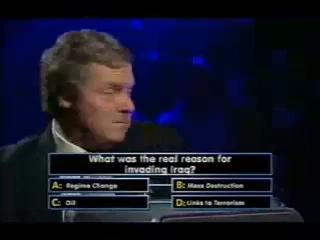 What was the real reason for
invading Iraq?
A: Regime Change
B: Mass Destruction
C: Oil
D: Links to Terrorism